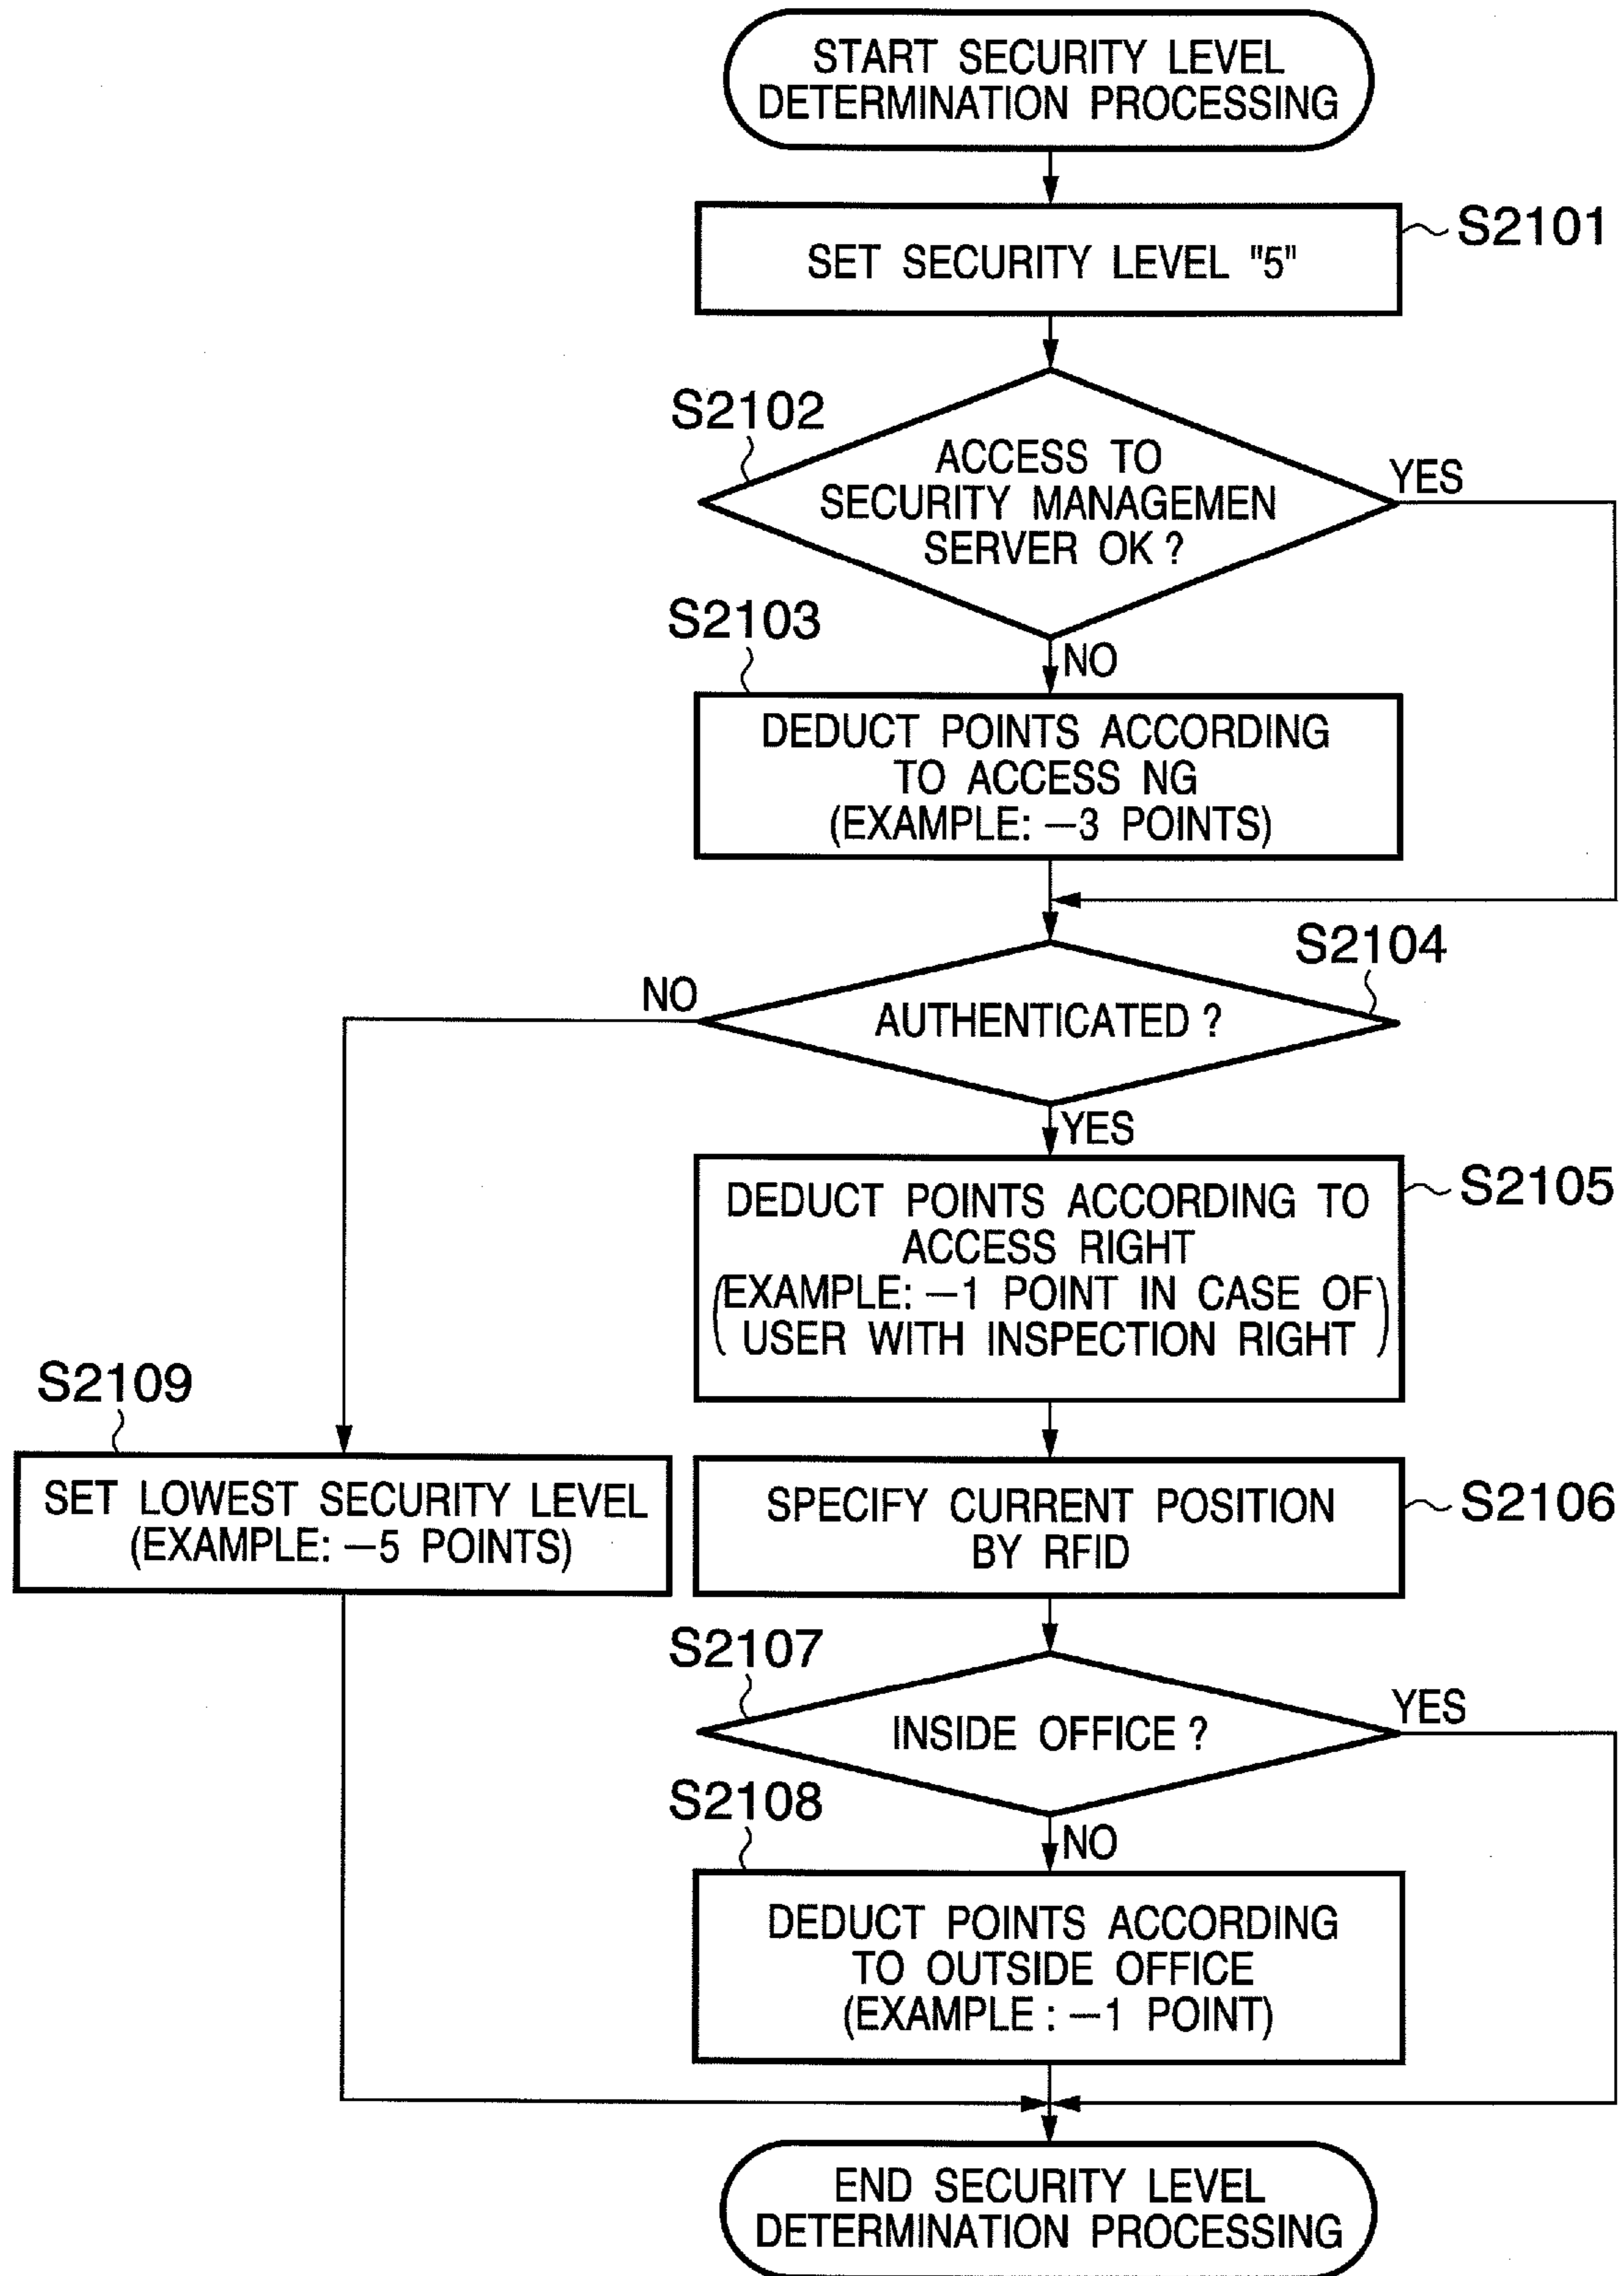 START SECURITY LEVEL
DETERMINATION PROCESSING
S2101
SET SECURITY LEVEL "5"
S2102
ACCESS TO
SECURITY MANAGEMEN
SERVER OK ?
YES
S2103
NO
DEDUCT POINTS ACCORDING
TO ACCESS NG
(EXAMPLE: —3 POINTS)
S2104
NO
AUTHENTICATED ?
YES
S2105
DEDUCT POINTS ACCORDING TO
ACCESS RIGHT
(EXAMPLE: —1 POINT IN CASE OF
USER WITH INSPECTION RIGHT)
S2109
SET LOWEST SECURITY LEVEL
(EXAMPLE: —5 POINTS)
S2106
SPECIFY CURRENT POSITION
BY RFID
S2107
YES
INSIDE OFFICE ?
S2108
NO
DEDUCT POINTS ACCORDING
TO OUTSIDE OFFICE
(EXAMPLE : —1 POINT)
END SECURITY LEVEL
DETERMINATION PROCESSING